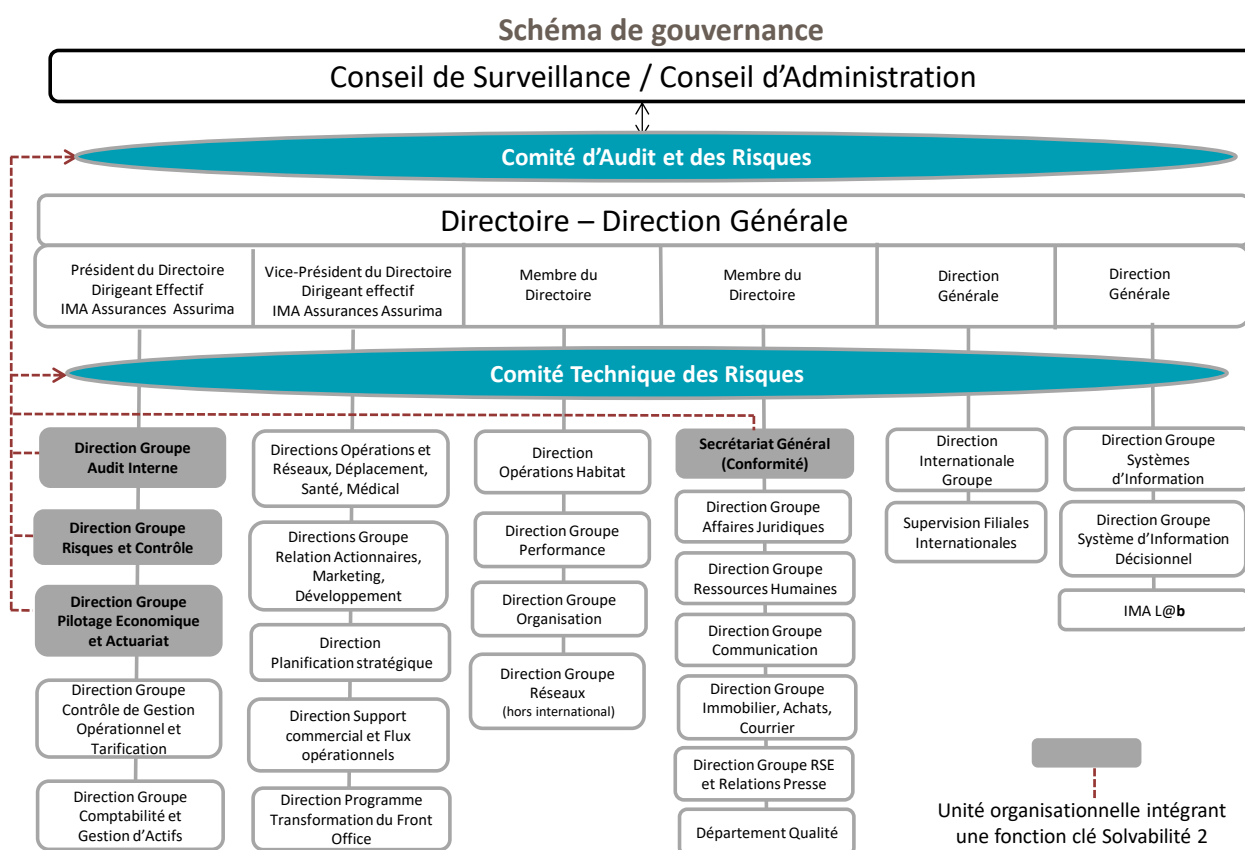 Schéma de gouvernance
Conseil de Surveillance / Conseil d'Administration
Comité d'Audit et des Risques
Directoire – Direction Générale
Président du Directoire
Dirigeant Effectif
IMA Assurances Assurima
Vice-Président du Directoire
Dirigeant effectif
IMA Assurances Assurima
Membre du
Directoire
Membre du
Directoire
Direction
Générale
Direction
Générale
Comité Technique des Risques
Direction Groupe
Audit Interne
Direction Groupe
Risques et Contrôle
Direction Groupe
Pilotage Economique
et Actuariat
Direction Groupe
Contrôle de Gestion
Opérationnel et
Tarification
Direction Groupe
Comptabilité et
Gestion d'Actifs
Directions Opérations et
Réseaux, Déplacement,
Santé, Médical
Directions Groupe
Relation Actionnaires,
Marketing,
Développement
Direction
Planification stratégique
Direction Support
commercial et Flux
opérationnels
Direction Programme
Transformation du Front
Office
Direction
Opérations Habitat
Direction Groupe
Performance
Direction Groupe
Organisation
Direction Groupe
Réseaux
(hors international)
Secrétariat Général
(Conformité)
Direction Groupe
Affaires Juridiques
Direction Groupe
Ressources Humaines
Direction Groupe
Communication
Direction Groupe
Immobilier, Achats,
Courrier
Direction Groupe RSE
et Relations Presse
Département Qualité
Direction
Internationale
Groupe
Supervision Filiales
Internationales
Direction Groupe
Systèmes
d'Information
Direction Groupe
Système d'Information
Décisionnel
IMA L@b
Unité organisationnelle intégrant
une fonction clé Solvabilité 2